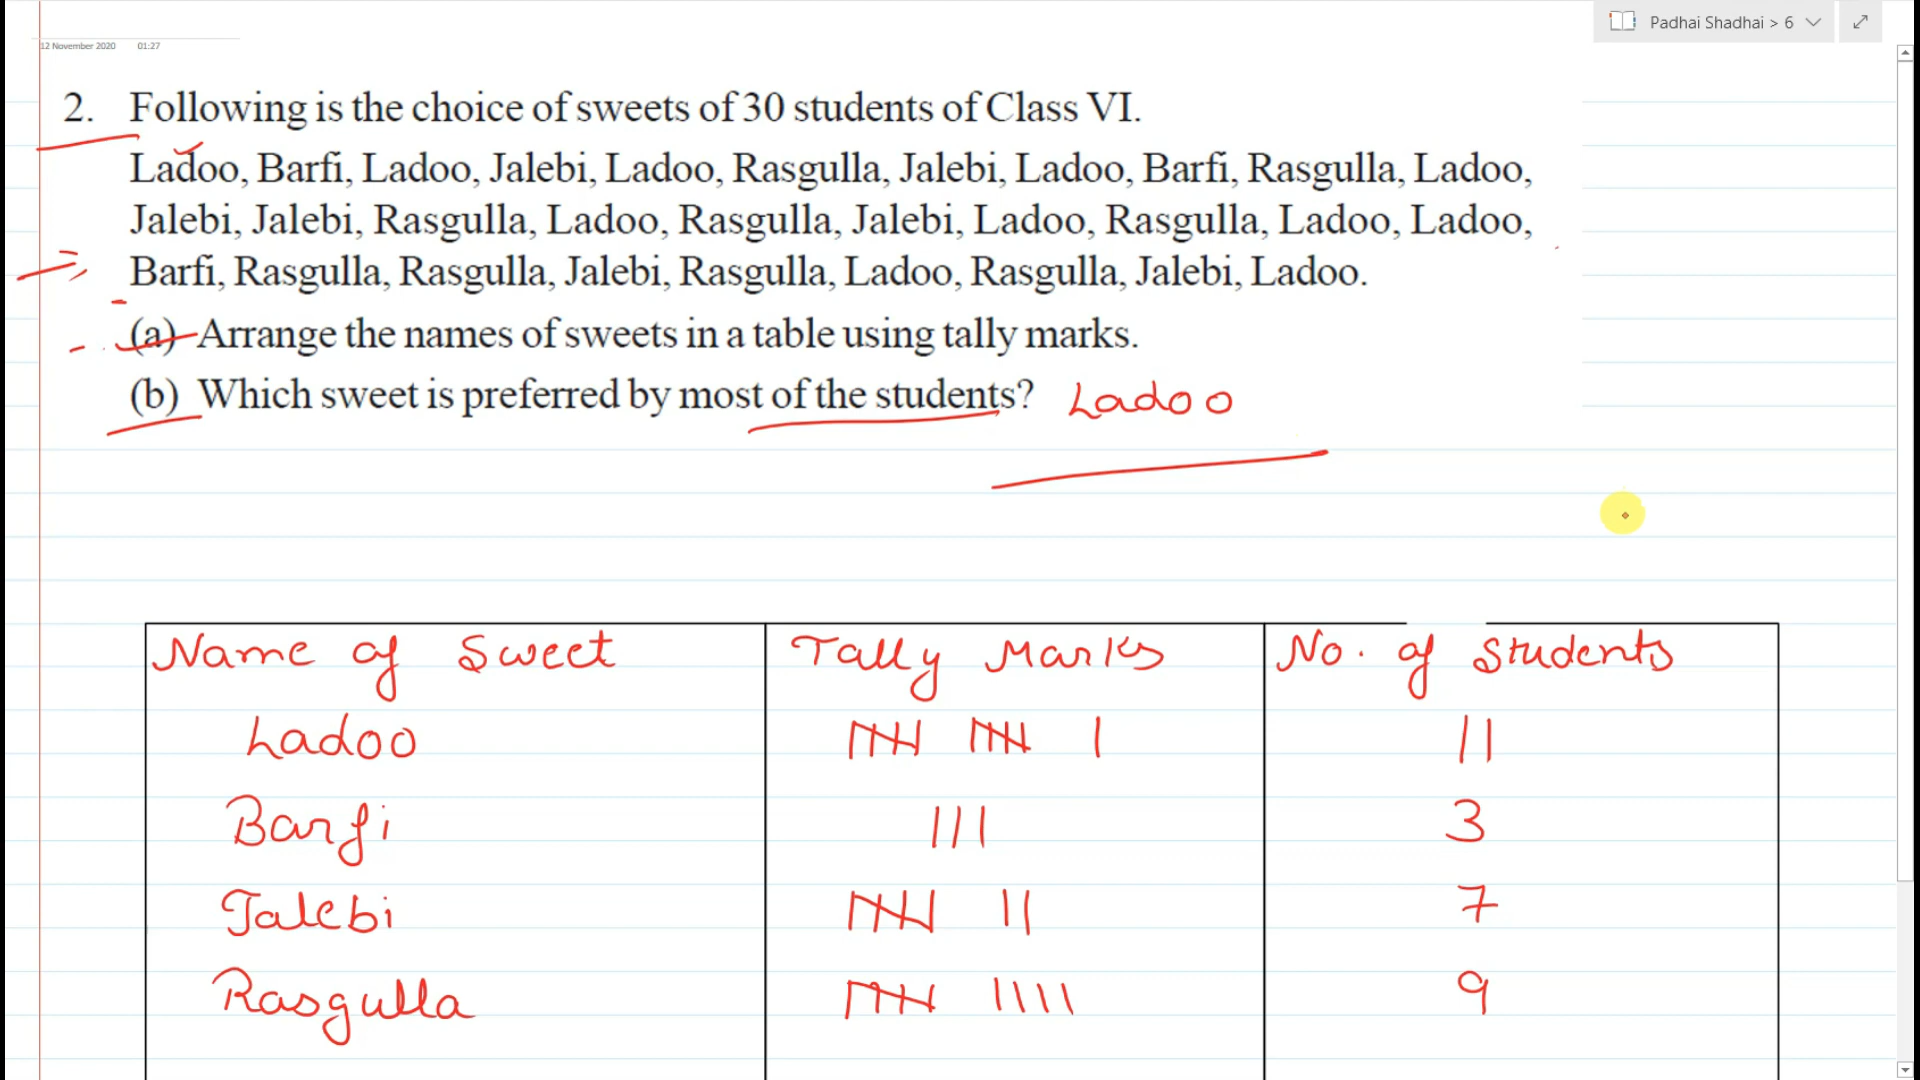 Padhai Shadhai > 6
12 November 2020 01:27
2. Following is the choice of sweets of 30 students of Class VI.
Ladoo, Barfi, Ladoo, Jalebi, Ladoo, Rasgulla, Jalebi, Ladoo, Barfi, Rasgulla, Ladoo,
Jalebi, Jalebi, Rasgulla, Ladoo, Rasgulla, Jalebi, Ladoo, Rasgulla, Ladoo, Ladoo,
Barfi, Rasgulla, Rasgulla, Jalebi, Rasgulla, Ladoo, Rasgulla, Jalebi, Ladoo.
(a) Arrange the names of sweets in a table using tally marks.
(b) Which sweet is preferred by most of the students? Ladoo
Name of Sweet Tally Marks No. of Students
Ladoo 11
Barfi 3
Jalebi 7
Rasgulla 9